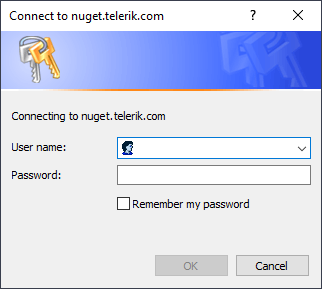 Connect to nuget.telerik.com
Connecting to nuget.telerik.com
User name:
Password:
Remember my password
OK Cancel